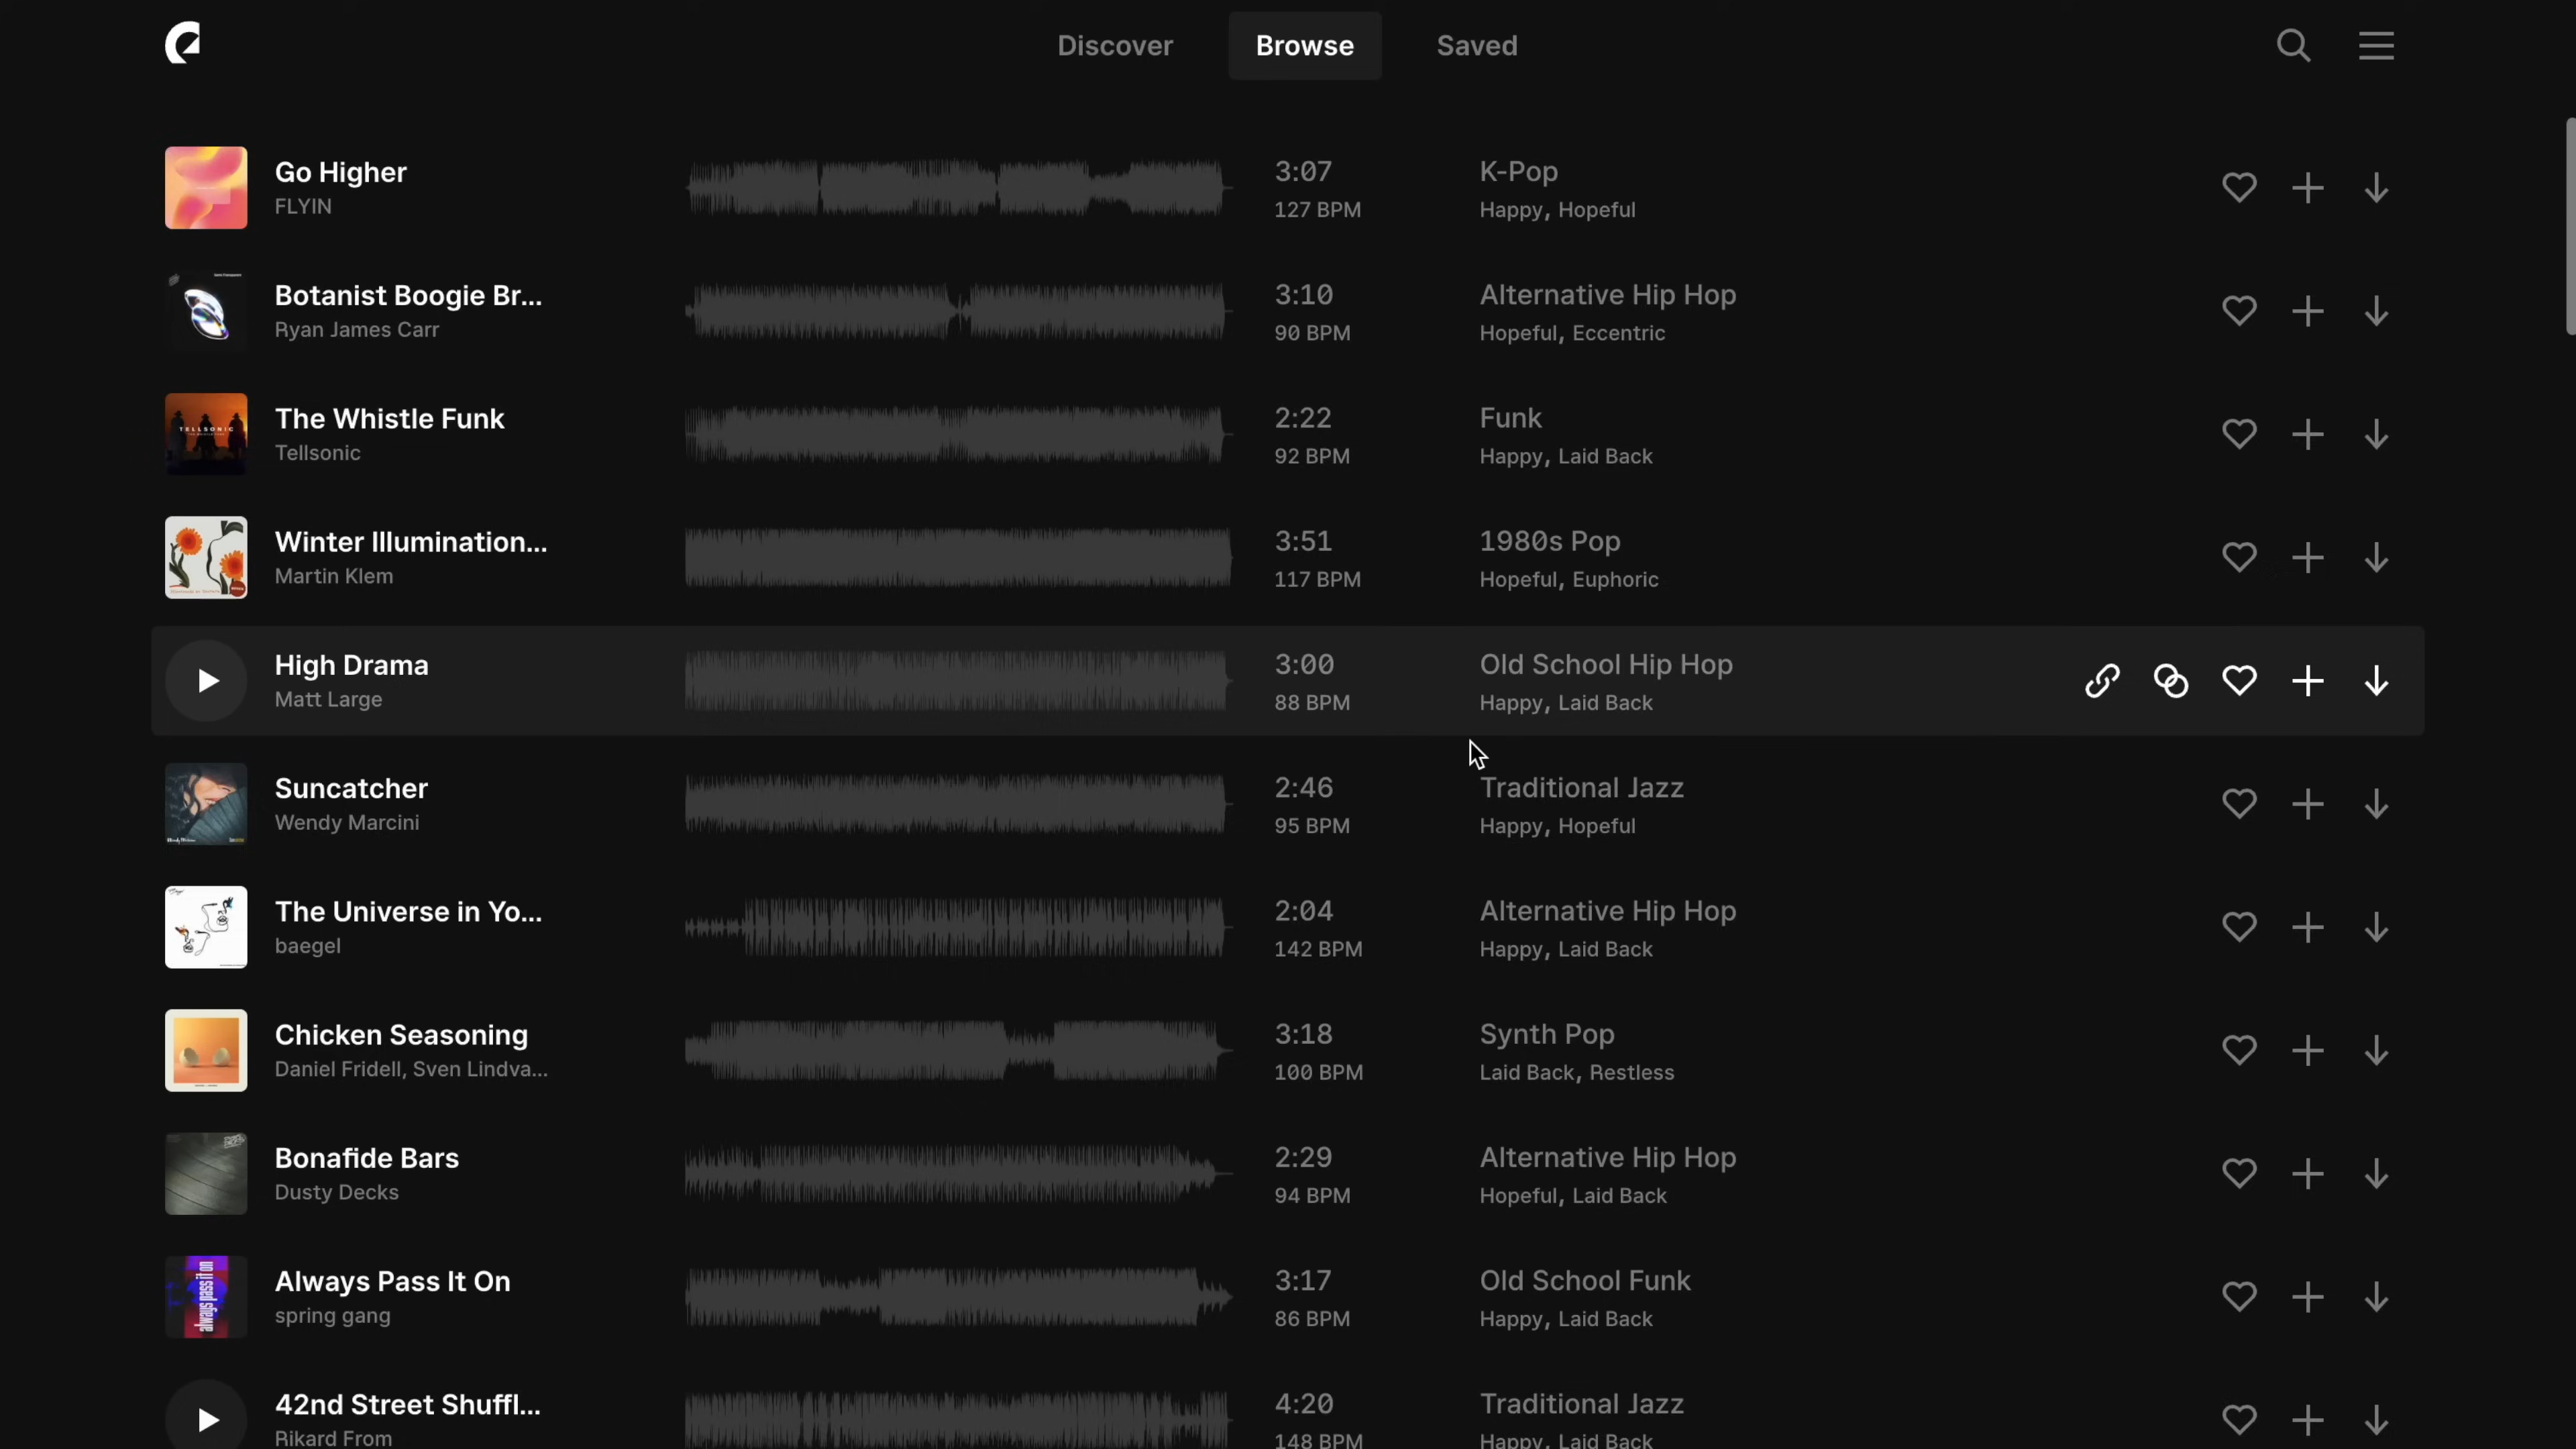 Discover
Browse
Saved
Go Higher
FLYIN
3:07
127 BPM
K-Pop
Happy, Hopeful
Botanist Boogie Br...
Ryan James Carr
3:10
90 BPM
Alternative Hip Hop
Hopeful, Eccentric
TELLSONIC
The Whistle Funk
Tellsonic
2:22
92 BPM
Funk
Happy, Laid Back
Winter Illumination...
Martin Klem
3:51
117 BPM
1980s Pop
Hopeful, Euphoric
High Drama
Matt Large
3:00
88 BPM
Old School Hip Hop
Happy, Laid Back
Suncatcher
Wendy Marcini
2:46
95 BPM
Traditional Jazz
Happy, Hopeful
The Universe in Yo...
baegel
2:04
142 BPM
Alternative Hip Hop
Happy, Laid Back
Chicken Seasoning
Daniel Fridell, Sven Lindva...
3:18
100 BPM
Synth Pop
Laid Back, Restless
Bonafide Bars
Dusty Decks
2:29
94 BPM
Alternative Hip Hop
Hopeful, Laid Back
always pass it on
Always Pass It On
spring gang
3:17
86 BPM
Old School Funk
Happy, Laid Back
42nd Street Shuffl...
Rikard From
4:20
148 BPM
Traditional Jazz
Happy, Laid Back